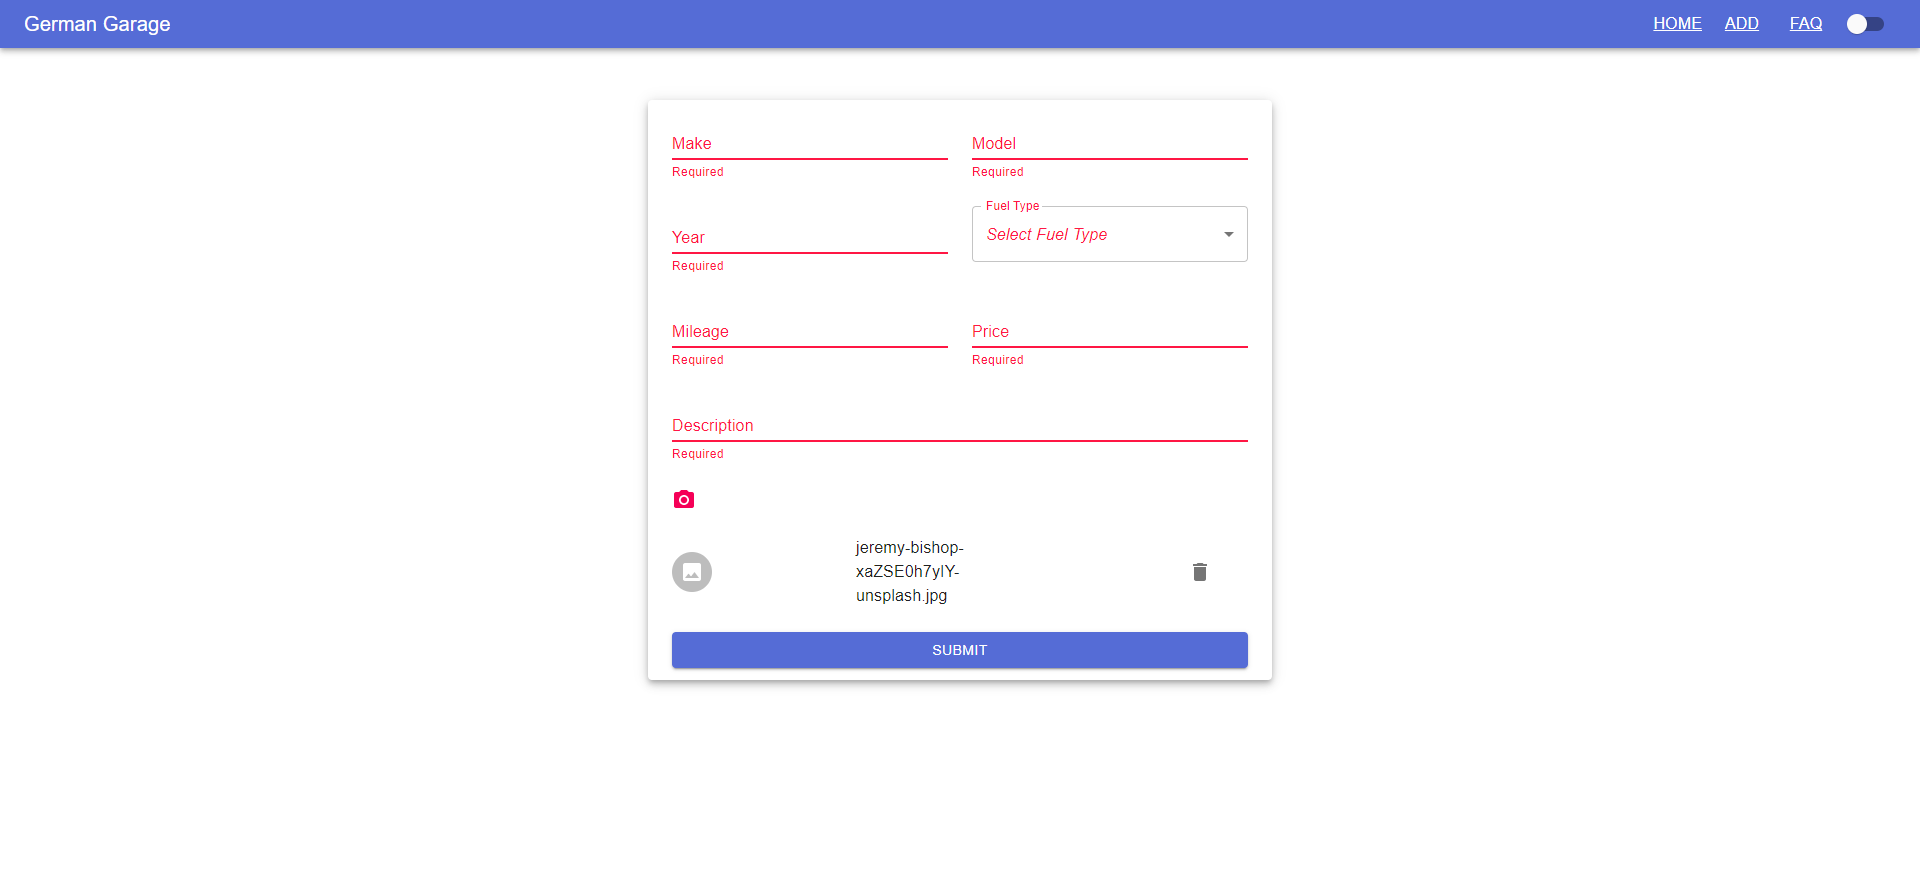 German Garage
HOME ADD FAQ
Make
Required
Model
Required
Year
Required
Fuel Type
Select Fuel Type
Mileage
Required
Price
Required
Description
Required
jeremy-bishop-
xaZSE0h7yIY-
unsplash.jpg
SUBMIT